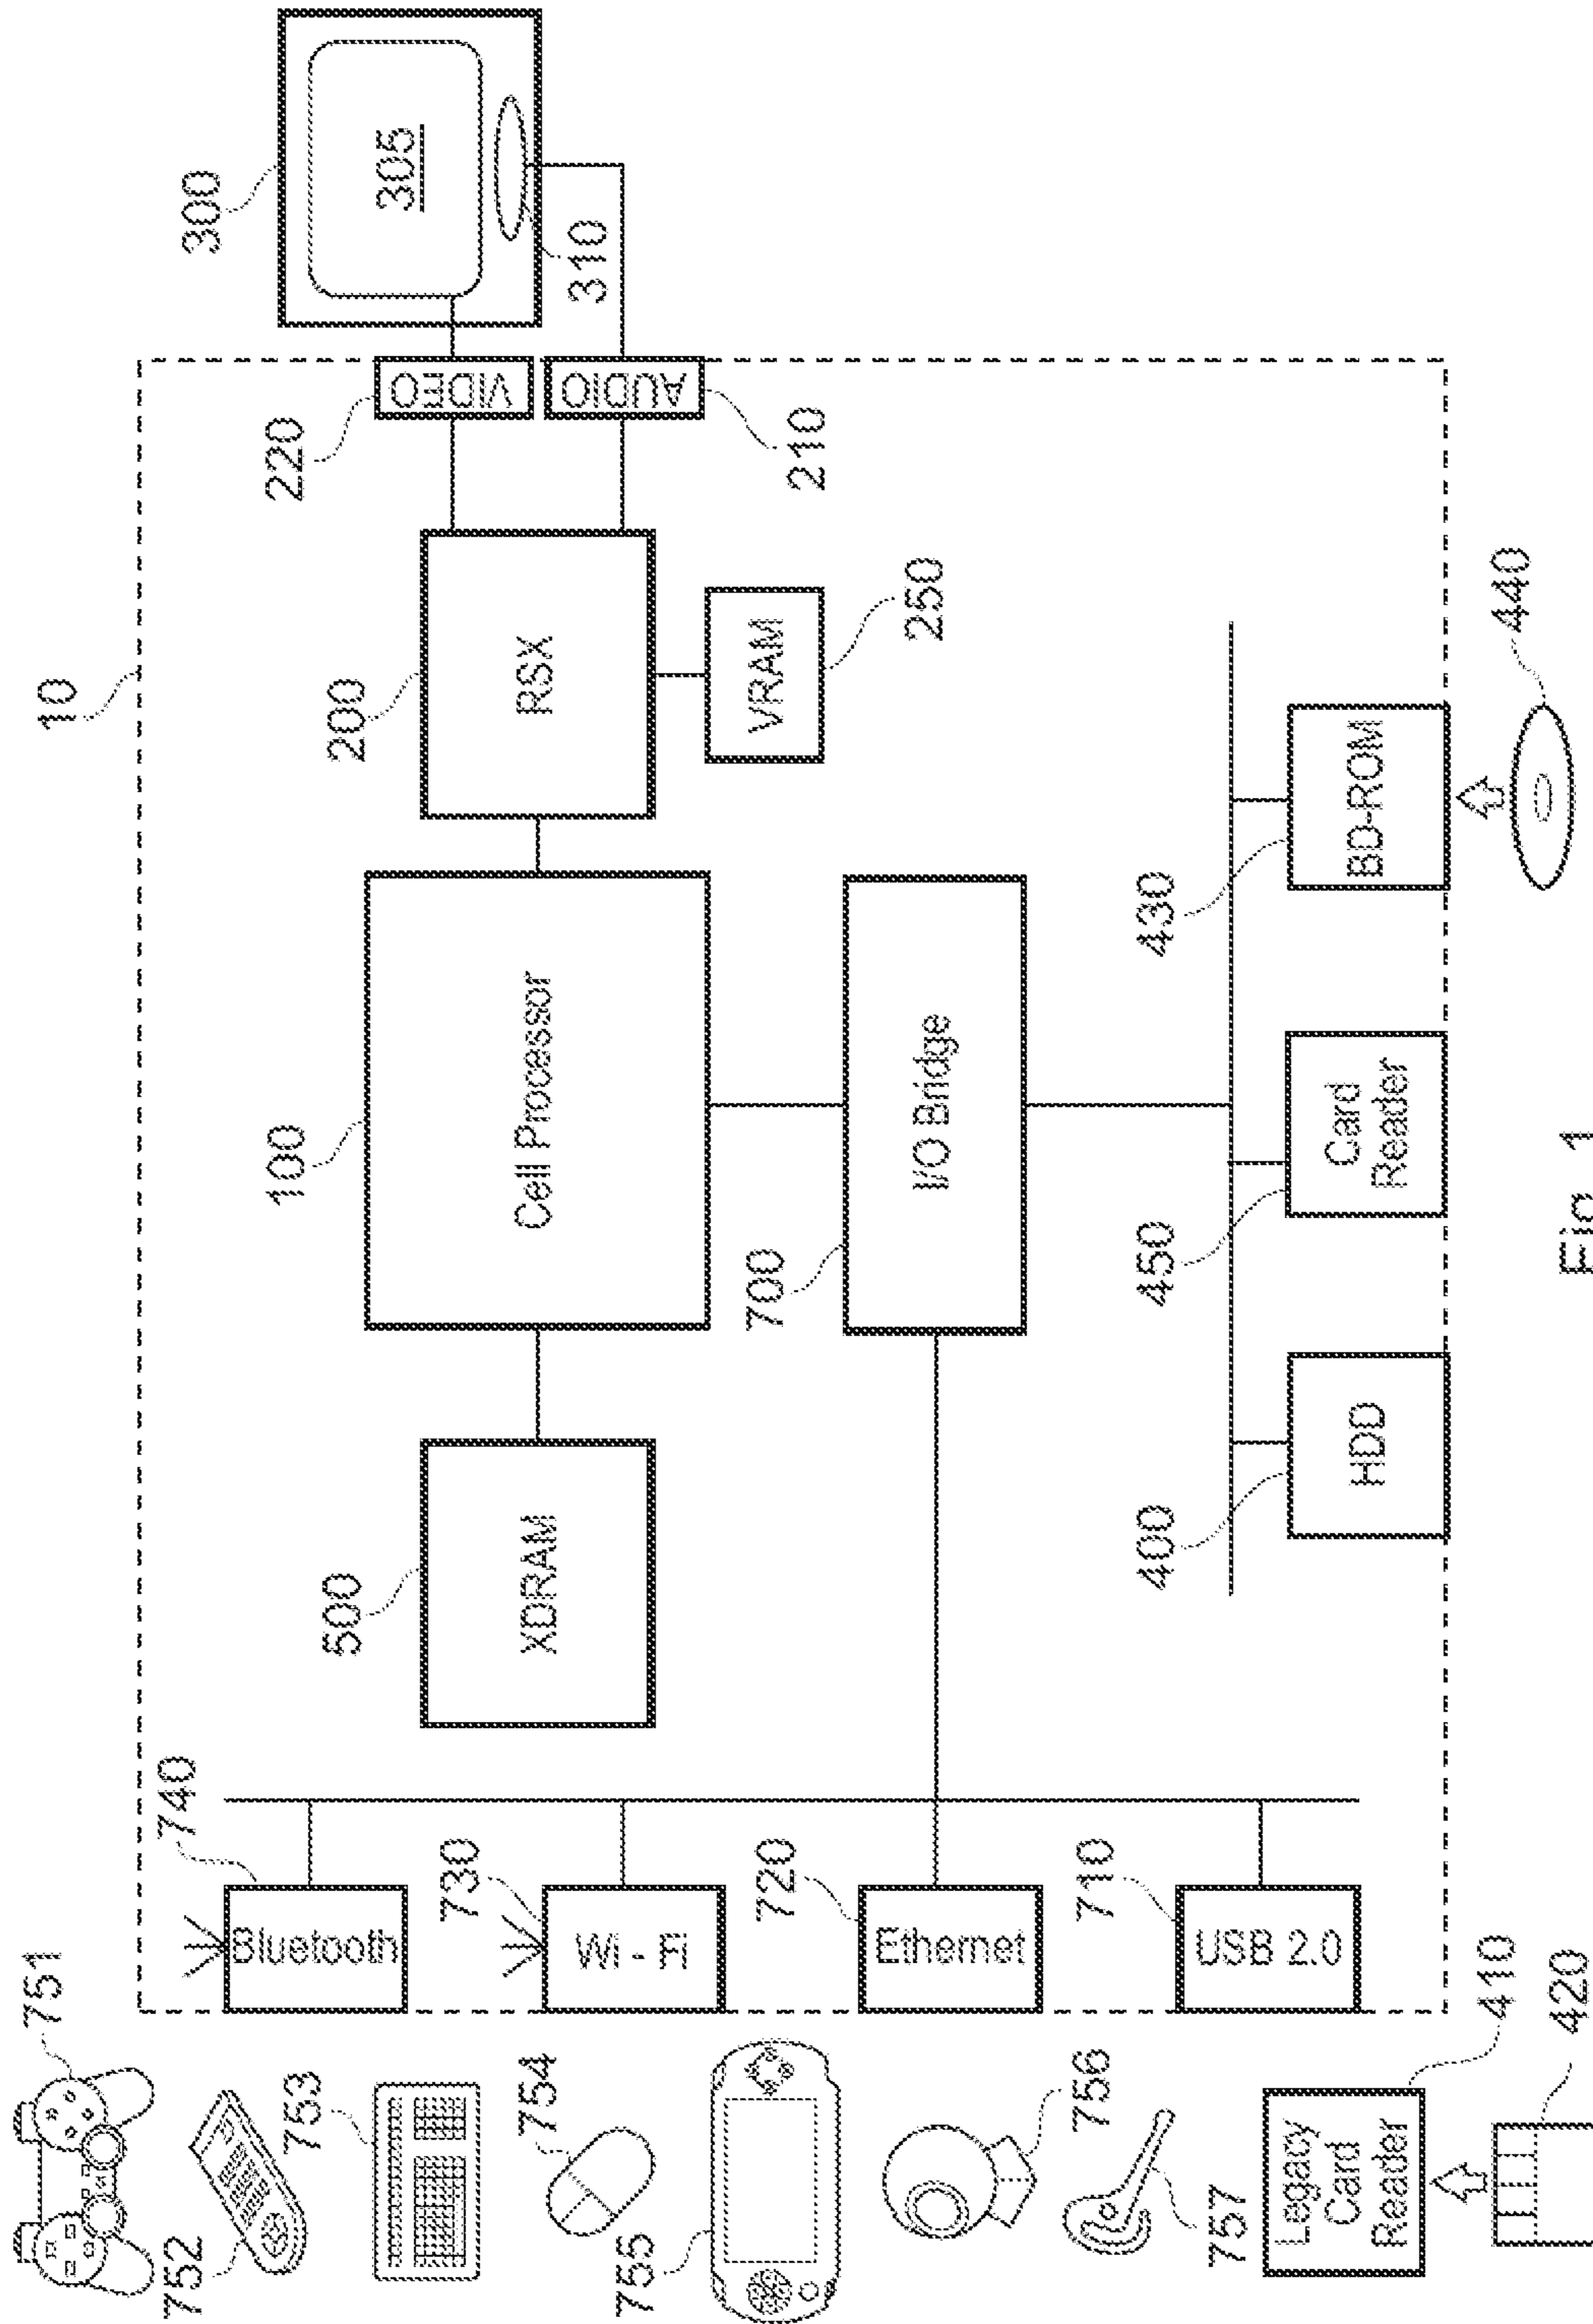 10
300
305
310
220
VIDEO
AUDIO
210
200
RSX
VRAM
250
100
Cell Processor
500
XDRAM
700
I/O Bridge
740
Bluetooth
730
Wi - Fi
720
Ethernet
710
USB 2.0
751
752
753
754
755
756
757
Legacy
Card
Reader
410
420
400
HDD
450
Card
Reader
430
BD-ROM
440
Fig. 1